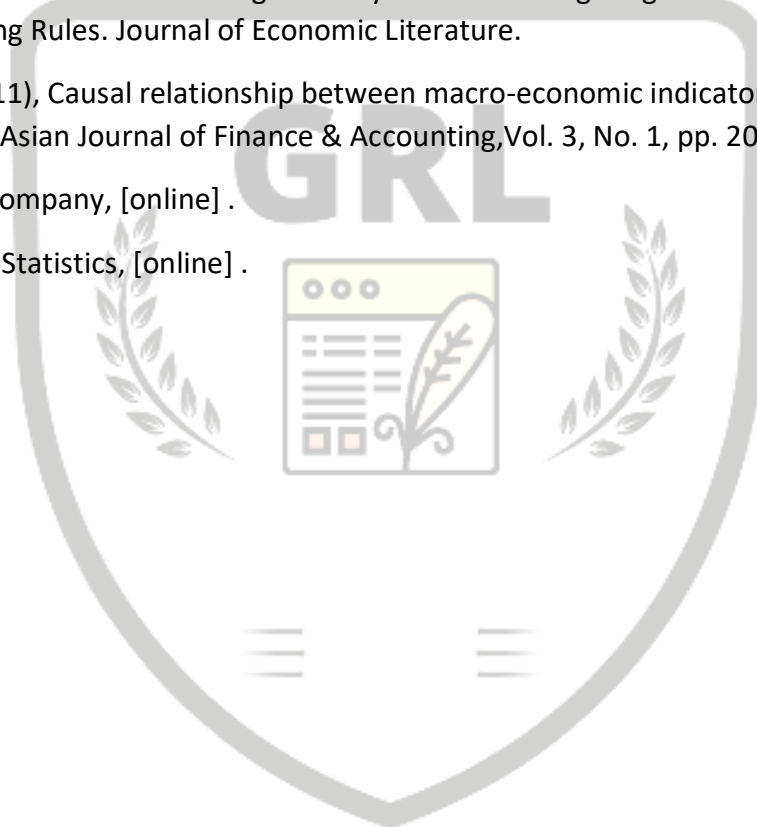 ng Rules. Journal of Economic Literature.
11), Causal relationship between macro-economic indicato
Asian Journal of Finance & Accounting,Vol. 3, No. 1, pp. 20
ompany, [online] .
Statistics, [online] .
GRL